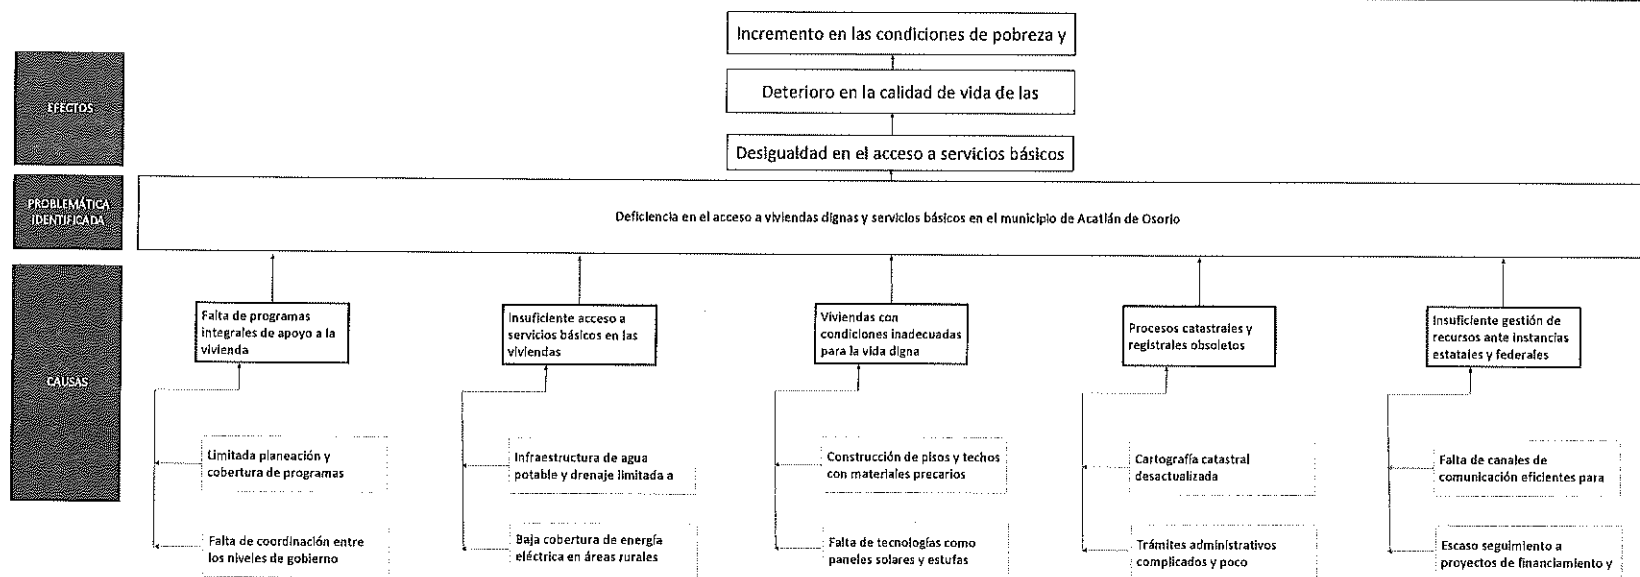 Incremento en las condiciones de pobreza y
EFECTOS
Deterioro en la calidad de vida de las
Desigualdad en el acceso a servicios básicos
PROBLEMÁTICA
IDENTIFICADA
Deficiencia en el acceso a viviendas dignas y servicios básicos en el municipio de Acatlán de Osorio
CAUSAS
Falta de programas
integrales de apoyo a la
vivienda
Insuficiente acceso a
servicios básicos en las
viviendas
Viviendas con
condiciones inadecuadas
para la vida digna
Procesos catastrales y
registrales obsoletos
Insuficiente gestión de
recursos ante instancias
estatales y federales
Limitada planeación y
cobertura de programas
Infraestructura de agua
potable y drenaje limitada a
Construcción de pisos y techos
con materiales precarios
Cartografía catastral
desactualizada
Falta de canales de
comunicación eficientes para
Falta de coordinación entre
los niveles de gobierno
Baja cobertura de energía
eléctrica en áreas rurales
Falta de tecnologías como
paneles solares y estufas
Trámites administrativos
complicados y poco
Escaso seguimiento a
proyectos de financiamiento y